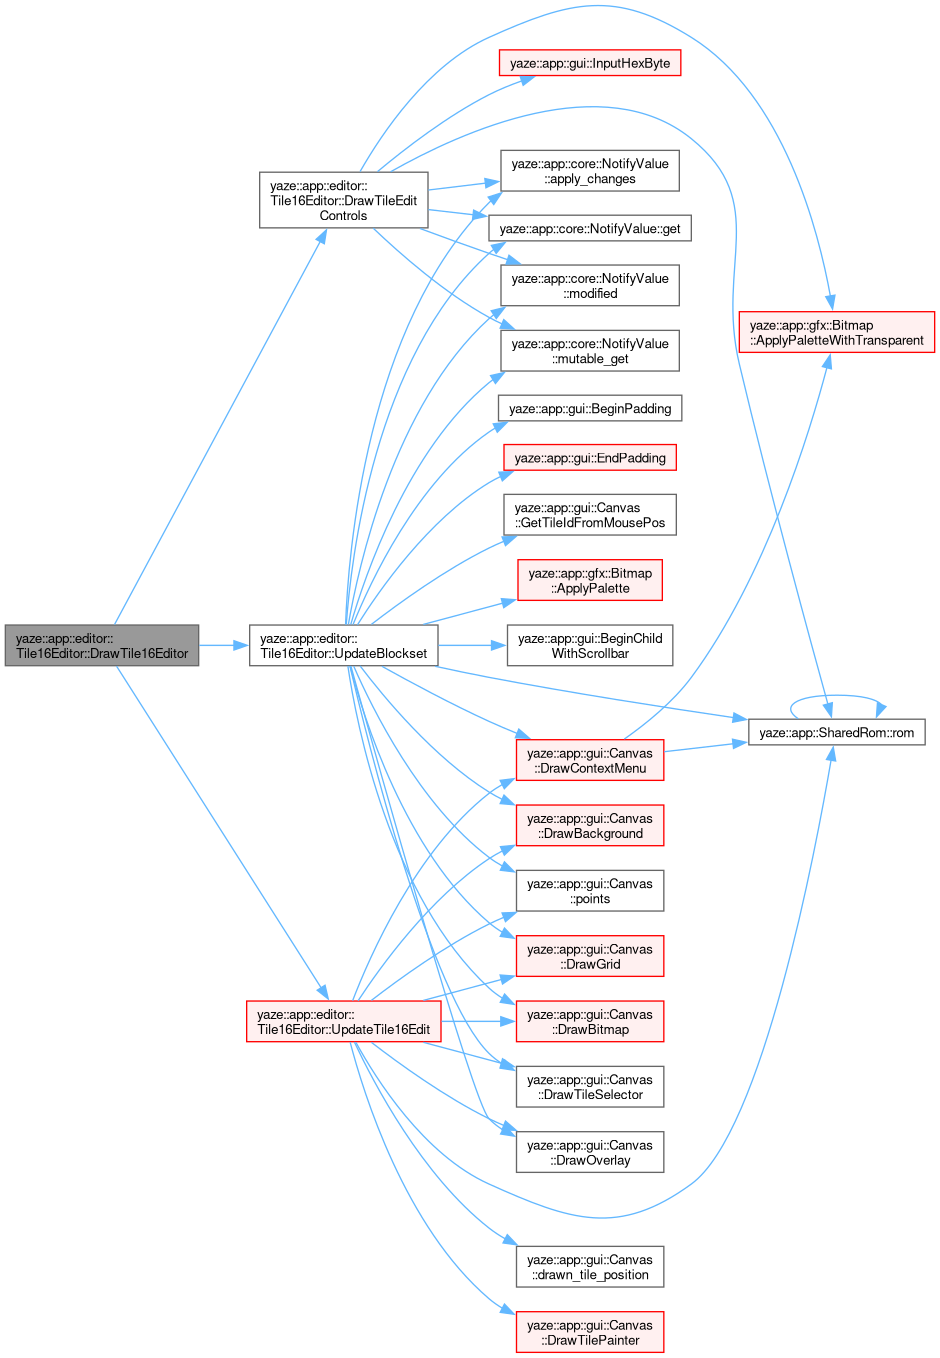 yaze::app::gui::InputHexByte
yaze::app::core::NotifyValue
::apply_changes
yaze::app::editor::
Tile16Editor::DrawTileEdit
Controls
yaze::app::core::NotifyValue::get
yaze::app::core::NotifyValue
::modified
yaze::app::gfx::Bitmap
::ApplyPaletteWithTransparent
yaze::app::core::NotifyValue
::mutable_get
yaze::app::gui::BeginPadding
yaze::app::gui::EndPadding
yaze::app::gui::Canvas
::GetTileIdFromMousePos
yaze::app::gfx::Bitmap
::ApplyPalette
yaze::app::editor::
Tile16Editor::DrawTile16Editor
yaze::app::editor::
Tile16Editor::UpdateBlockset
yaze::app::gui::BeginChild
WithScrollbar
yaze::app::SharedRom::rom
yaze::app::gui::Canvas
::DrawContextMenu
yaze::app::gui::Canvas
::DrawBackground
yaze::app::gui::Canvas
::points
yaze::app::gui::Canvas
::DrawGrid
yaze::app::editor::
Tile16Editor::UpdateTile16Edit
yaze::app::gui::Canvas
::DrawBitmap
yaze::app::gui::Canvas
::DrawTileSelector
yaze::app::gui::Canvas
::DrawOverlay
yaze::app::gui::Canvas
::drawn_tile_position
yaze::app::gui::Canvas
::DrawTilePainter